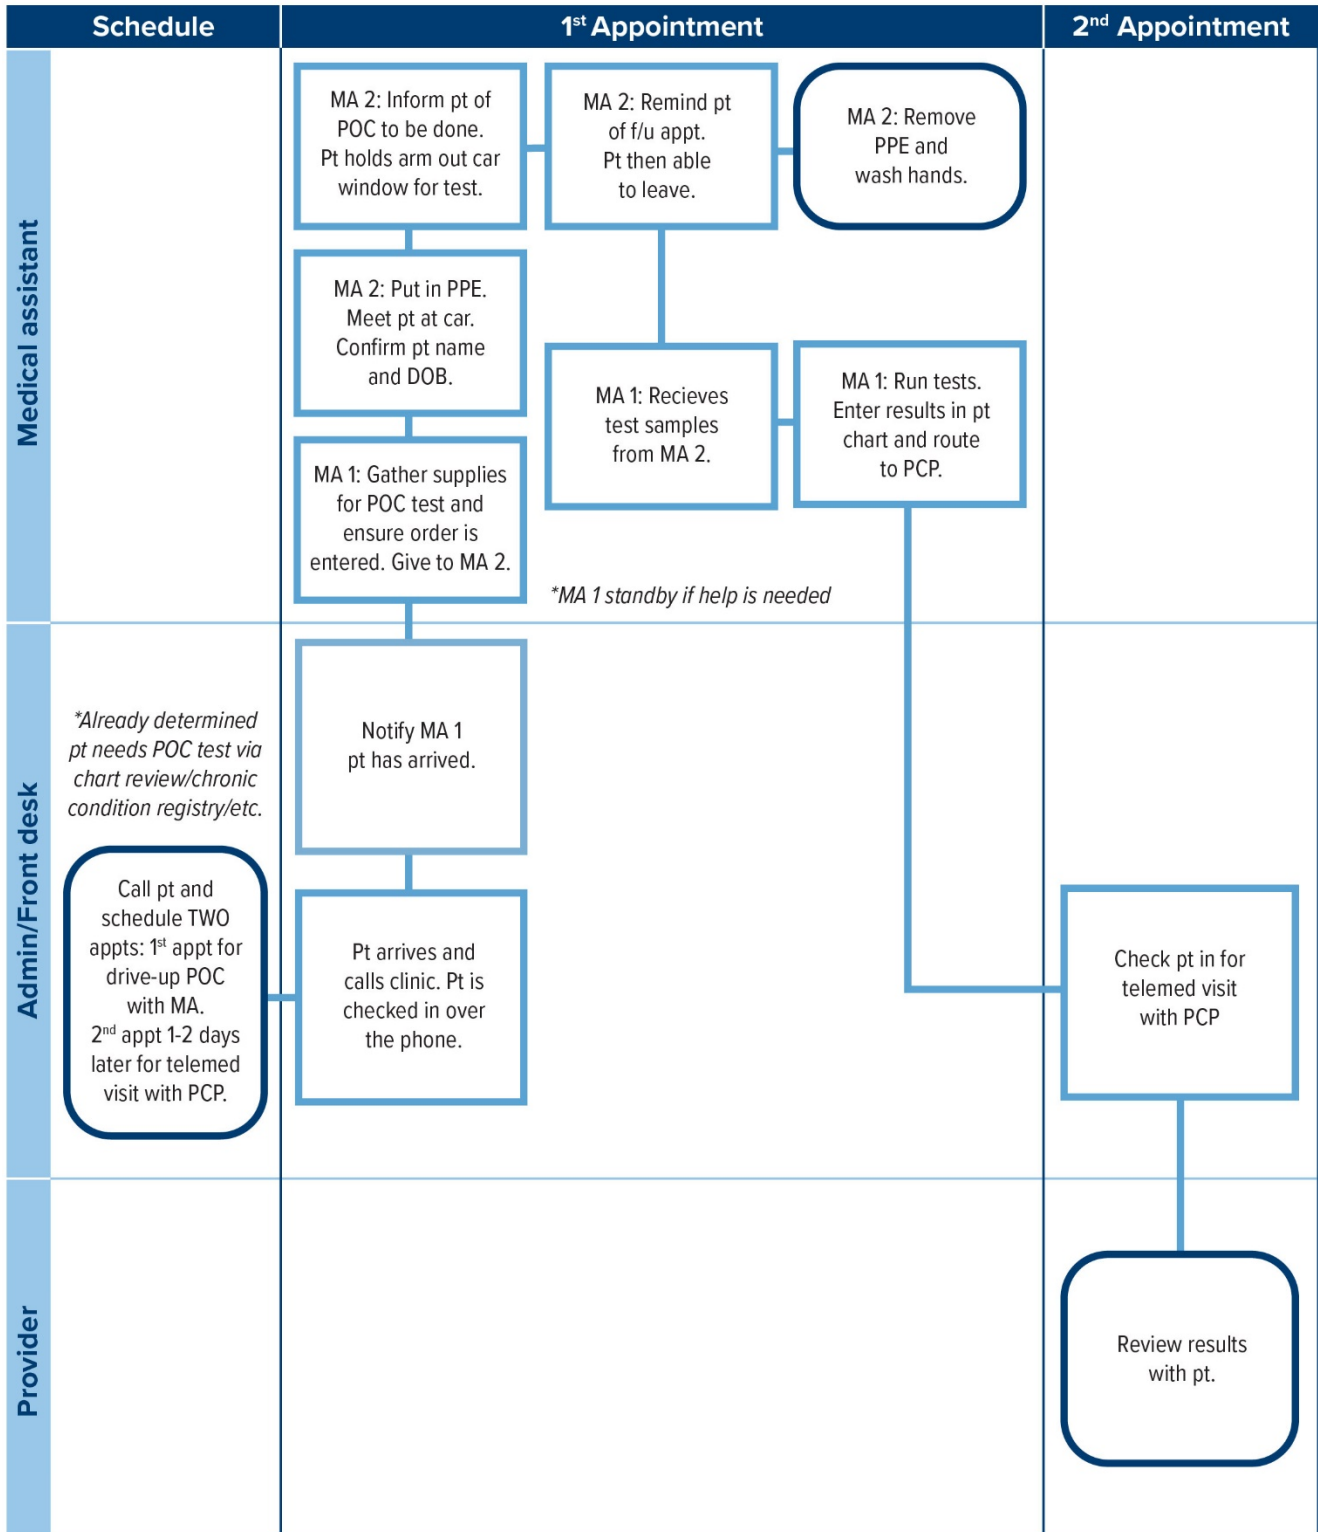 Schedule
1st Appointment
2nd Appointment
Medical assistant
MA 2: Inform pt of
POC to be done.
Pt holds arm out car
window for test.
MA 2: Remind pt
of f/u appt.
Pt then able
to leave.
MA 2: Remove
PPE and
wash hands.
MA 2: Put in PPE.
Meet pt at car.
Confirm pt name
and DOB.
MA 1: Recieves
test samples
from MA 2.
MA 1: Run tests.
Enter results in pt
chart and route
to PCP.
MA 1: Gather supplies
for POC test and
ensure order is
entered. Give to MA 2.
*MA 1 standby if help is needed
Admin/Front desk
*Already determined
pt needs POC test via
chart review/chronic
condition registry/etc.
Notify MA 1
pt has arrived.
Call pt and
schedule TWO
appts: 1st appt for
drive-up POC
with MA.
2nd appt 1-2 days
later for telemed
visit with PCP.
Pt arrives and
calls clinic. Pt is
checked in over
the phone.
Check pt in for
telemed visit
with PCP
Provider
Review results
with pt.